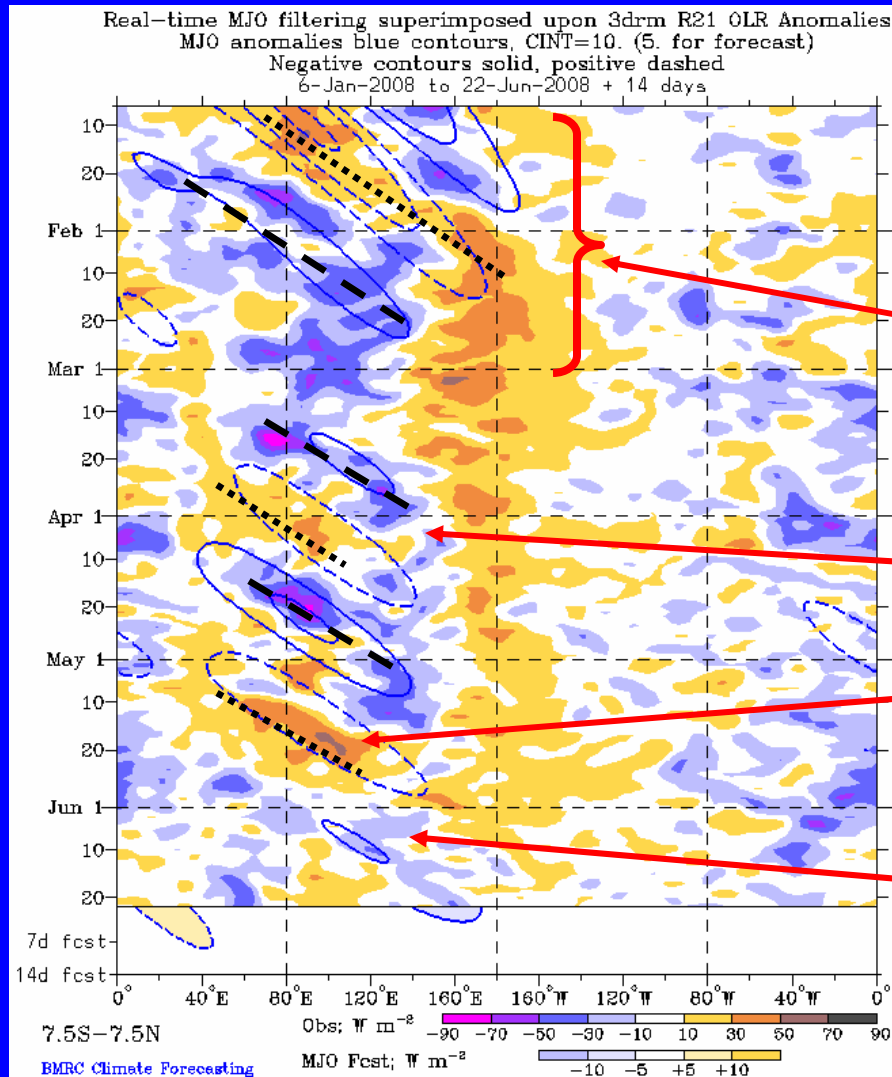 Real-time MJO filtering superimposed upon 3drm R21 OLR Anomalies
MJO anomalies blue contours, CINT=10. (5. for forecast)
Negative contours solid, positive dashed
6-Jan-2008 to 22-Jun-2008 + 14 days
10
20
Feb 1
10
20
Mar 1
10
20
Apr 1
10
20
May 1
10
20
Jun 1
10
20
7d fcst
14d fcst
0° 40°E 80°E 120°E 160°E 160°W 120°W 80°W 40°W 0°
7.5S-7.5N
Obs; W m⁻² -90 -70 -50 -30 -10 10 30 50 70 90
MJO Fcst; W m⁻² -10 -5 +5 +10
BMRC Climate Forecasting